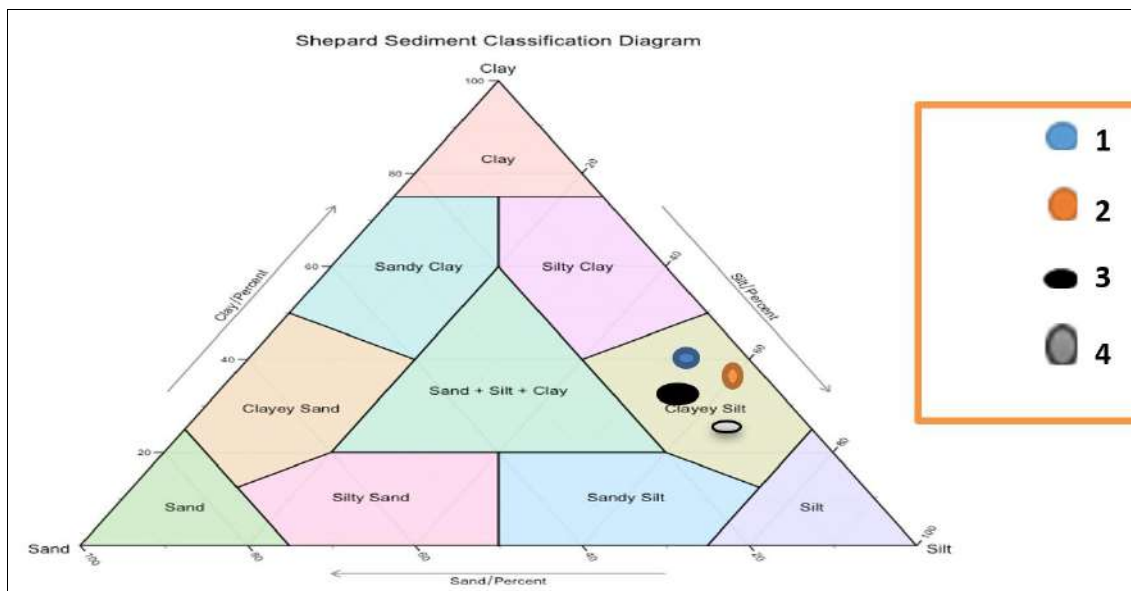 Shepard Sediment Classification Diagram
Clay
100
Clay
80
20
60
Sandy Clay
Silty Clay
40
Clay/Percent
Silt/Percent
40
60
Sand + Silt + Clay
Clayey Sand
Clayey Silt
20
80
Silty Sand
Sandy Silt
Sand
Silt
Sand
100
80
60
40
20
100
Silt
Sand/Percent
1
2
3
4